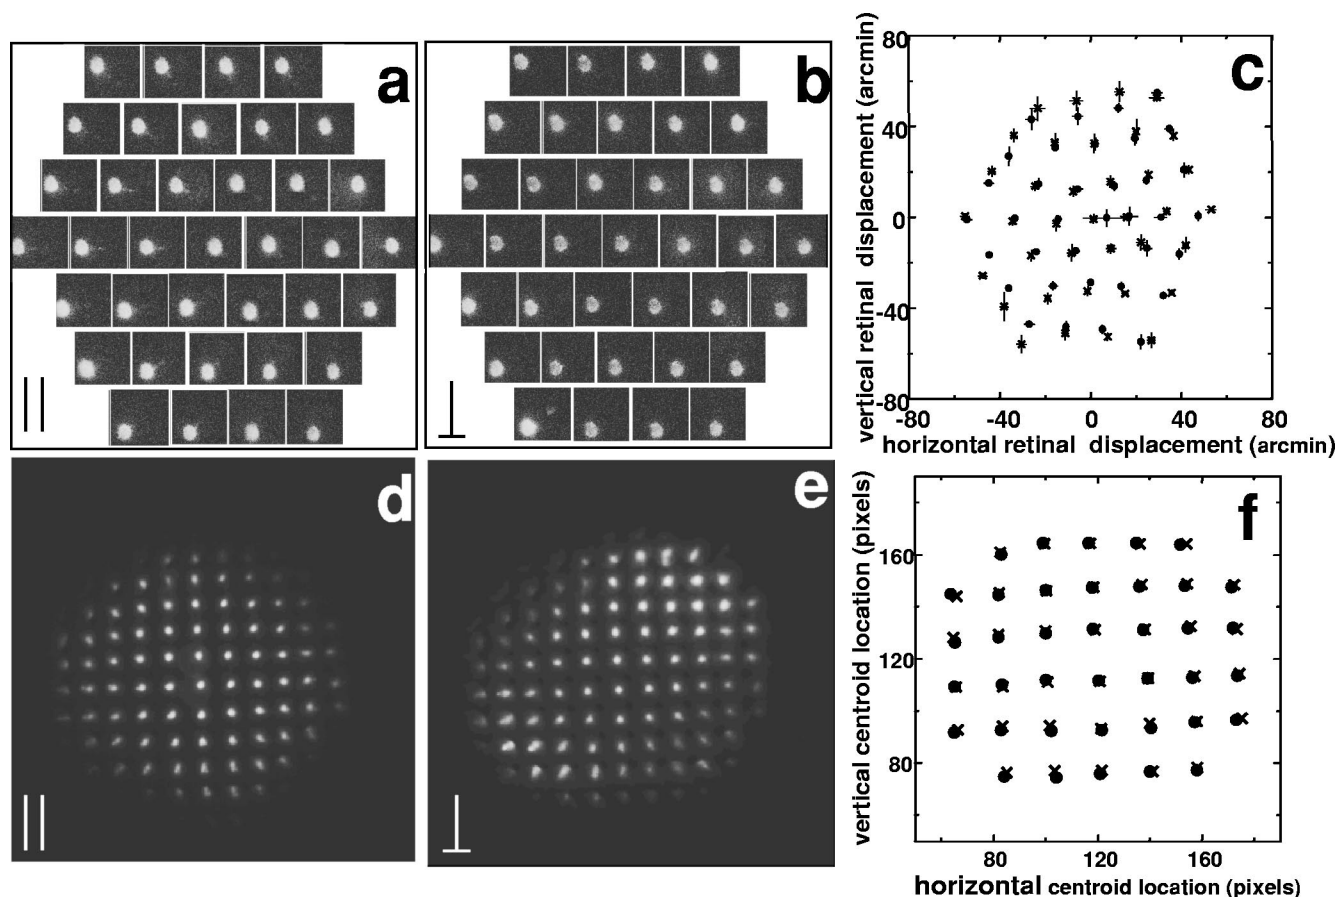 a
b
c
vertical retinal displacement (arcmin)
80
40
0
-40
-80
-80 -40 0 40 80
horizontal retinal displacement (arcmin)
d
e
f
vertical centroid location (pixels)
160
120
80
80 120 160
horizontal centroid location (pixels)